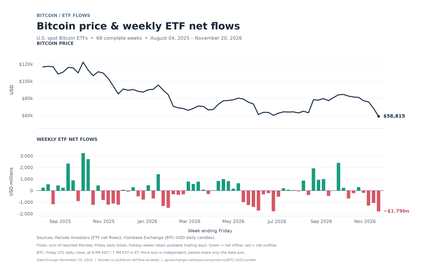 BITCOIN / ETF FLOWS
Bitcoin price & weekly ETF net flows
U.S. spot Bitcoin ETFs • 68 complete weeks • August 04, 2025 – November 20, 2026
BITCOIN PRICE
$120k
$100k
$80k
$60k
USD
$58,815
WEEKLY ETF NET FLOWS
3,000
2,000
1,000
0
−1,000
−2,000
USD millions
−$1,790m
Sep 2025
Nov 2025
Jan 2026
Mar 2026
May 2026
Jul 2026
Sep 2026
Nov 2026
Week ending Friday